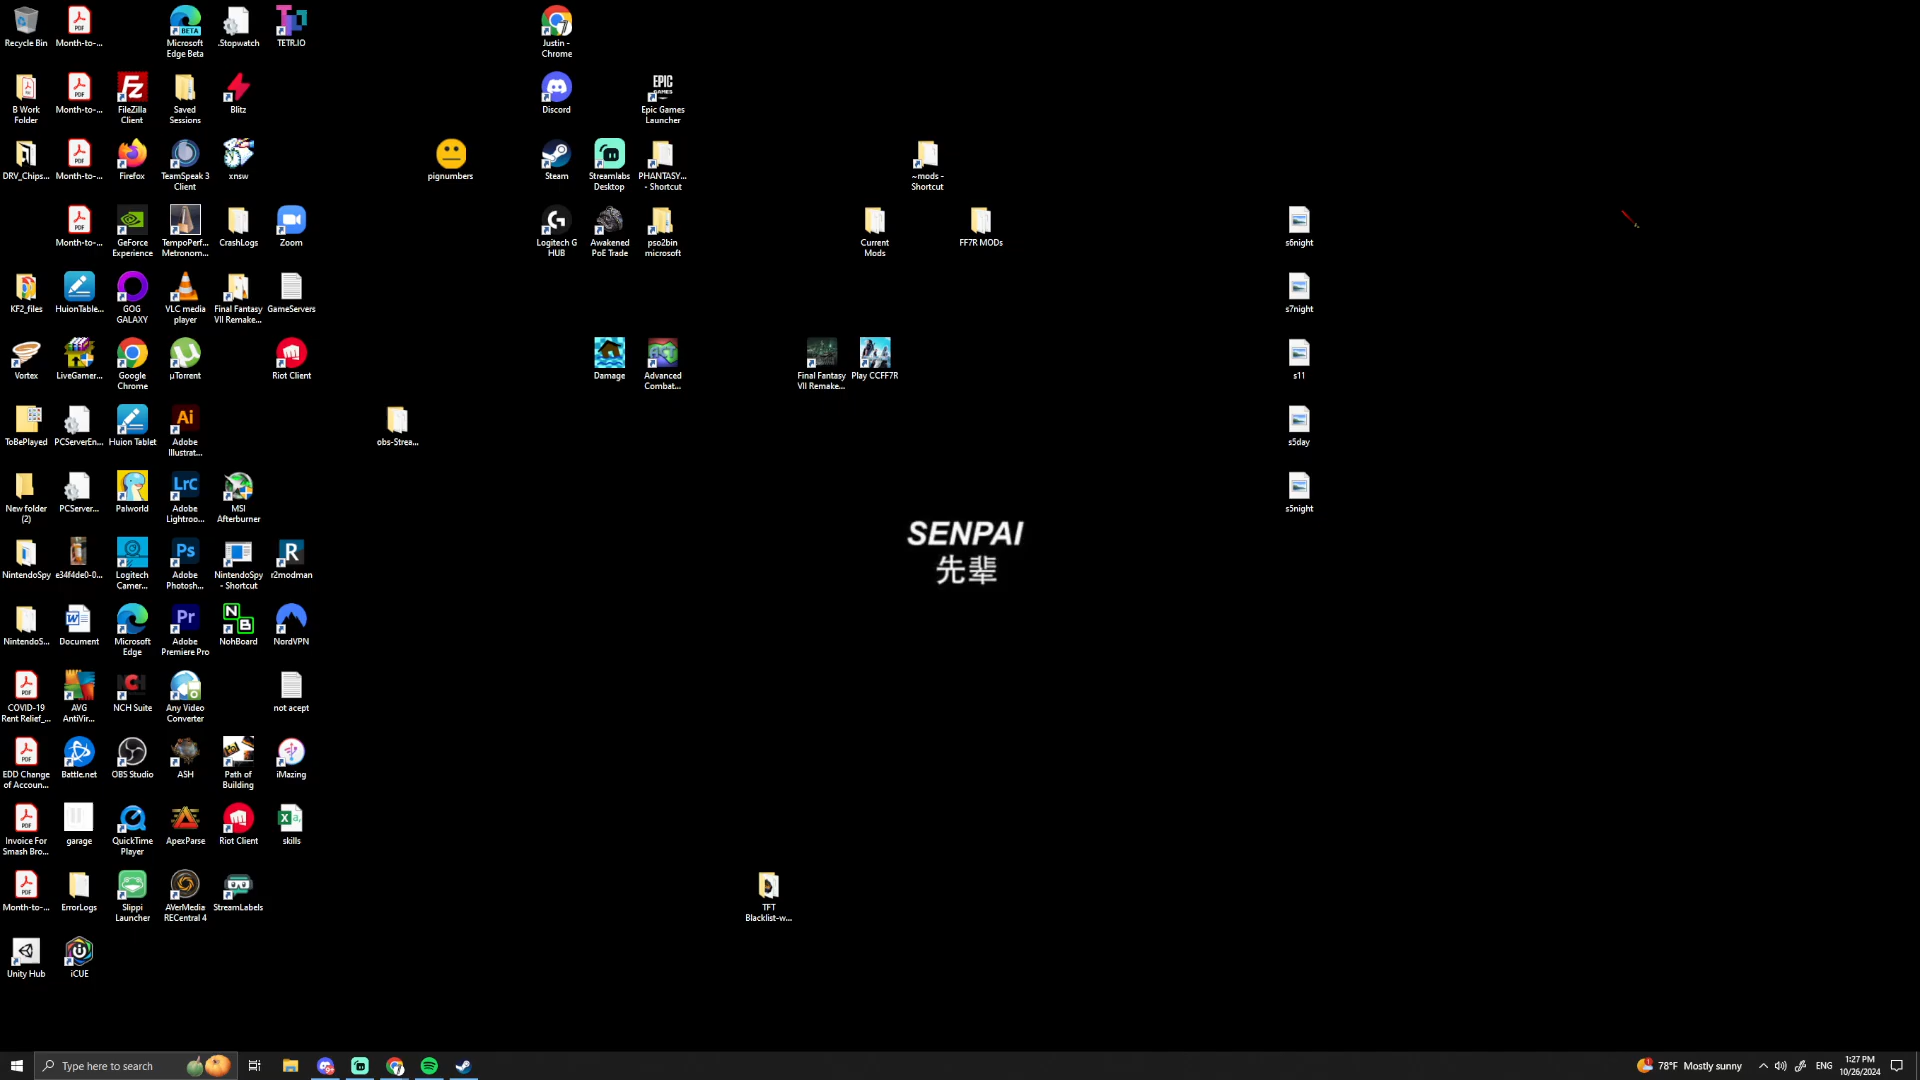 Recycle Bin
Month-to-...
Microsoft
Edge Beta
.Stopwatch
TETR.IO
Justin -
Chrome
B Work
Folder
Month-to-...
FileZilla
Client
Saved
Sessions
Blitz
Discord
EPIC
GAMES
Epic Games
Launcher
DRV_Chips...
Month-to-...
Firefox
TeamSpeak 3
Client
xnsw
pignumbers
Steam
Streamlabs
Desktop
PHANTASY...
- Shortcut
~mods -
Shortcut
Month-to-...
GeForce
Experience
TempoPerf...
Metronom...
CrashLogs
Zoom
Logitech G
HUB
Awakened
PoE Trade
pso2bin
microsoft
Current
Mods
FF7R MODs
s6night
KF2_files
HuionTable...
GOG
GALAXY
VLC media
player
Final Fantasy
VII Remake...
GameServers
s7night
Vortex
LiveGamer...
Google
Chrome
µTorrent
Riot Client
Damage
Advanced
Combat...
Final Fantasy
VII Remake...
Play CCFF7R
s11
ToBePlayed
PCServerEn...
Huion Tablet
Adobe
Illustrat...
obs-Strea...
s5day
New folder
(2)
PCServer...
Palworld
Adobe
Lightroo...
MSI
Afterburner
s5night
SENPAI
先輩
NintendoSpy
e34f4de0-0...
Logitech
Camer...
Adobe
Photosh...
NintendoSpy
- Shortcut
r2modman
NintendoS...
Document
Microsoft
Edge
Adobe
Premiere Pro
NohBoard
NordVPN
COVID-19
Rent Relief_...
AVG
AntiVir...
NCH Suite
Any Video
Converter
not acept
EDD Change
of Accoun...
Battle.net
OBS Studio
ASH
Path of
Building
iMazing
Invoice For
Smash Bro...
garage
QuickTime
Player
ApexParse
Riot Client
skills
Month-to-...
ErrorLogs
Slippi
Launcher
AVerMedia
RECentral 4
StreamLabels
TFT
Blacklist-w...
Unity Hub
iCUE
Type here to search
78°F Mostly sunny
ENG
1:27 PM
10/26/2024